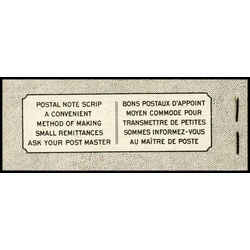 POSTAL NOTE SCRIP
A CONVENIENT
METHOD OF MAKING
SMALL REMITTANCES
ASK YOUR POST MASTER
BONS POSTAUX D'APPOINT
MOYEN COMMODE POUR
TRANSMETTRE DE PETITES
SOMMES INFORMEZ-VOUS
AU MAÎTRE DE POSTE